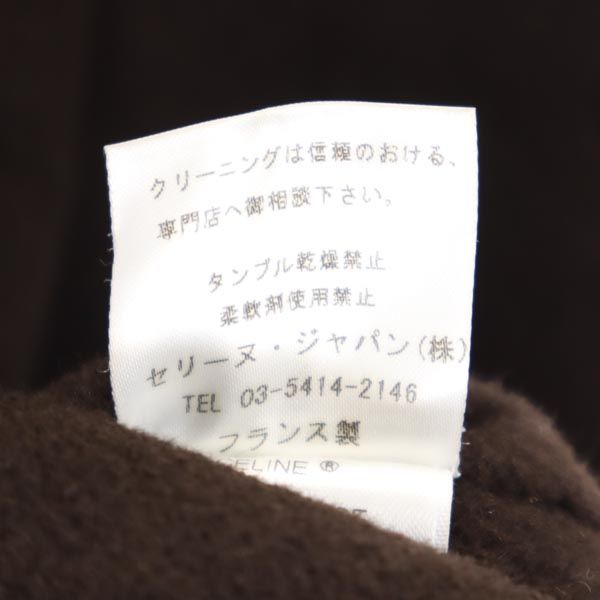 クリーニングは信頼のおける、
専門店へ御相談下さい。
タンブル乾燥禁止
柔軟剤使用禁止
セリーヌ・ジャパン(株)
TEL 03-5414-2146
フランス製
CELINE ®